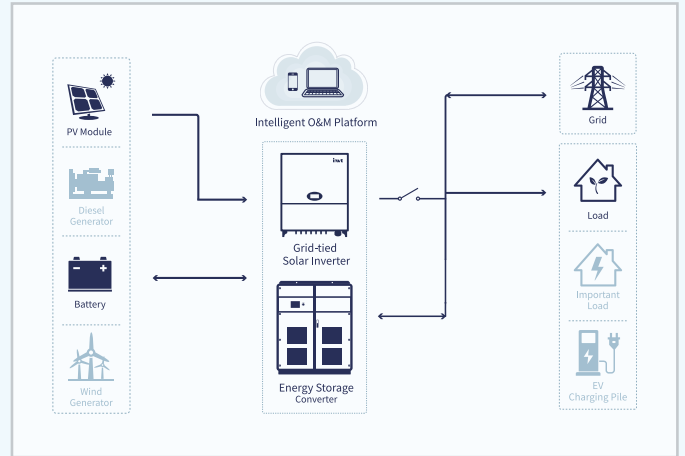 PV Module
Diesel
Generator
Battery
Wind
Generator
Intelligent O&M Platform
invt
Grid-tied
Solar Inverter
Energy Storage
Converter
Grid
Load
Important
Load
EV
Charging Pile